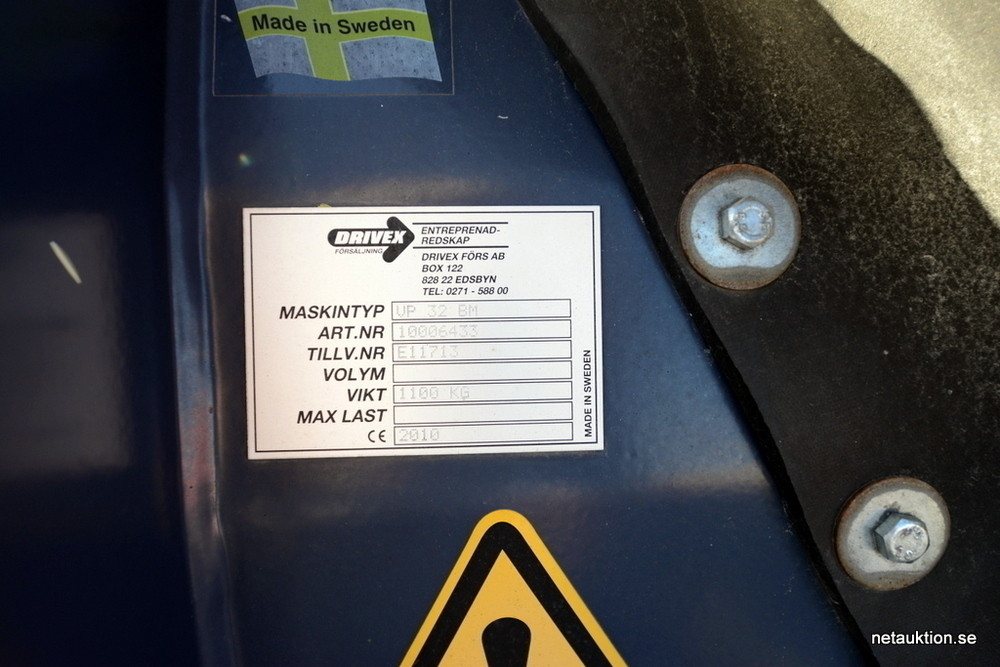 Made in Sweden
DRIVEX
FÖRSÄLJNING
ENTREPRENAD-
REDSKAP
DRIVEX FÖRS AB
BOX 122
828 22 EDSBYN
TEL: 0271 - 588 00
MASKINTYP VP 32 BM
ART.NR 10006433
TILLV.NR E11713
VOLYM
VIKT 1100 KG
MAX LAST
CE 2010
MADE IN SWEDEN
netauktion.se